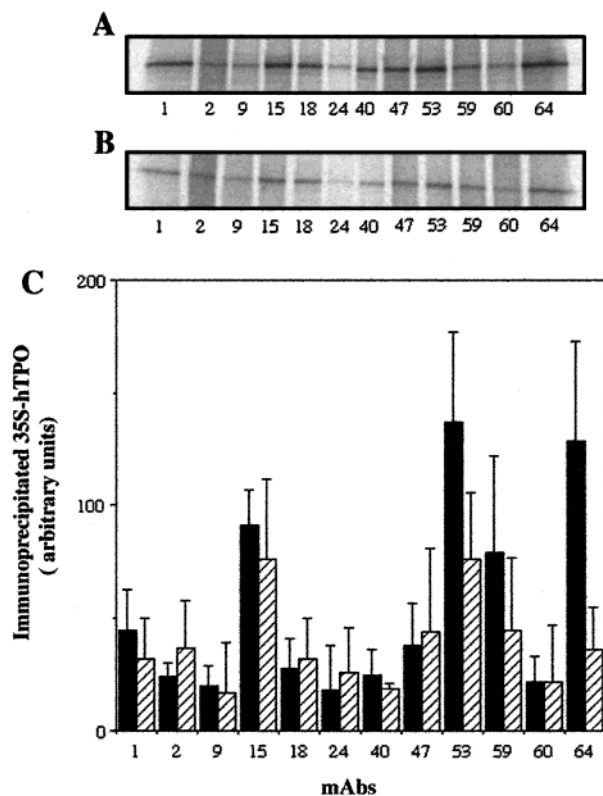 A
1 2 9 15 18 24 40 47 53 59 60 64
B
1 2 9 15 18 24 40 47 53 59 60 64
C
200
100
0
Immunoprecipitated 35S-hTPO
( arbitrary units)
1 2 9 15 18 24 40 47 53 59 60 64
mAbs